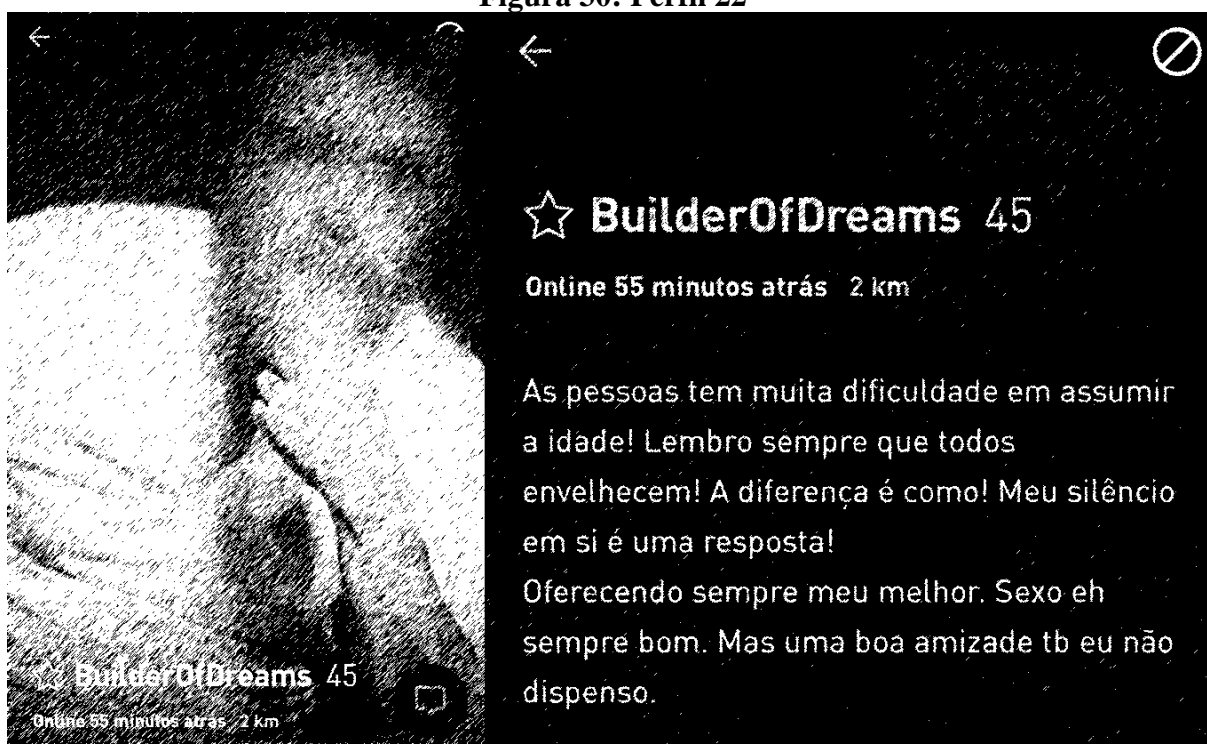 Figura 30: Perfil 22
BuilderOfDreams 45
Online 55 minutos atrás 2 km
BuilderOfDreams 45
Online 55 minutos atrás 2 km
As pessoas tem muita dificuldade em assumir
a idade! Lembro sempre que todos
envelhecem! A diferença é como! Meu silêncio
em si é uma resposta!
Oferecendo sempre meu melhor. Sexo eh
sempre bom. Mas uma boa amizade tb eu não
dispenso.